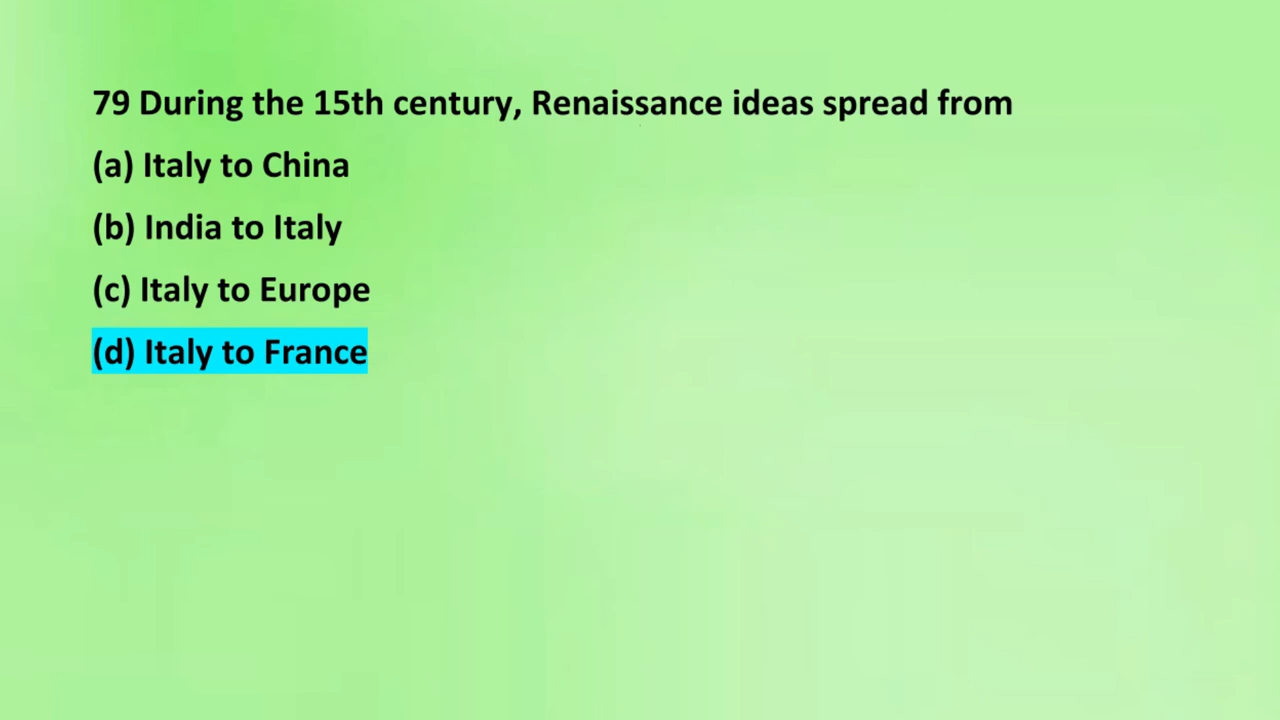 79 During the 15th century, Renaissance ideas spread from
(a) Italy to China
(b) India to Italy
(c) Italy to Europe
(d) Italy to France